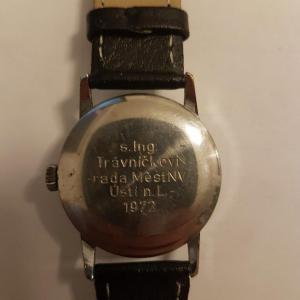 s.Ing.
Trávníčkovi
-rada MěstNV
Ústí n.L.-
1972